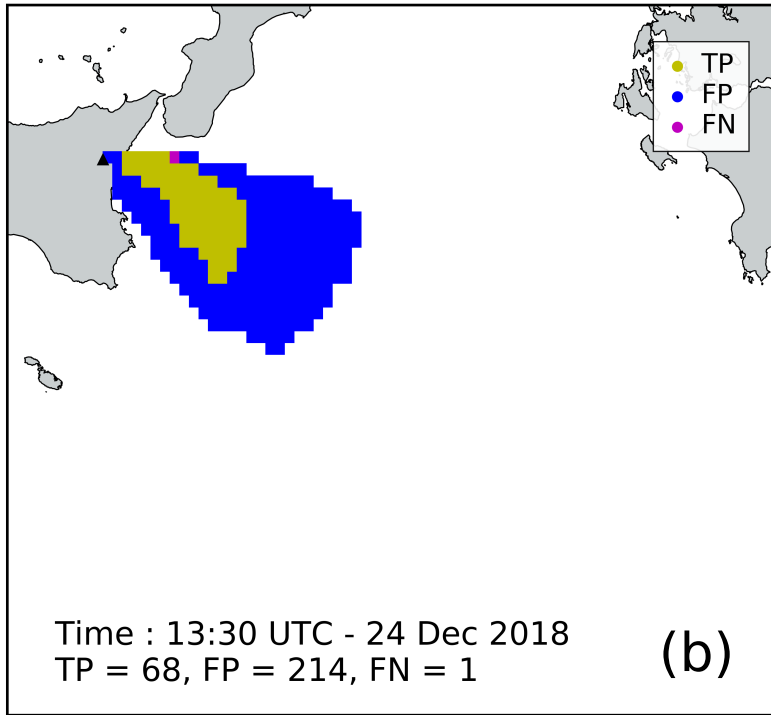 TP
FP
FN
Time : 13:30 UTC - 24 Dec 2018
TP = 68, FP = 214, FN = 1
(b)